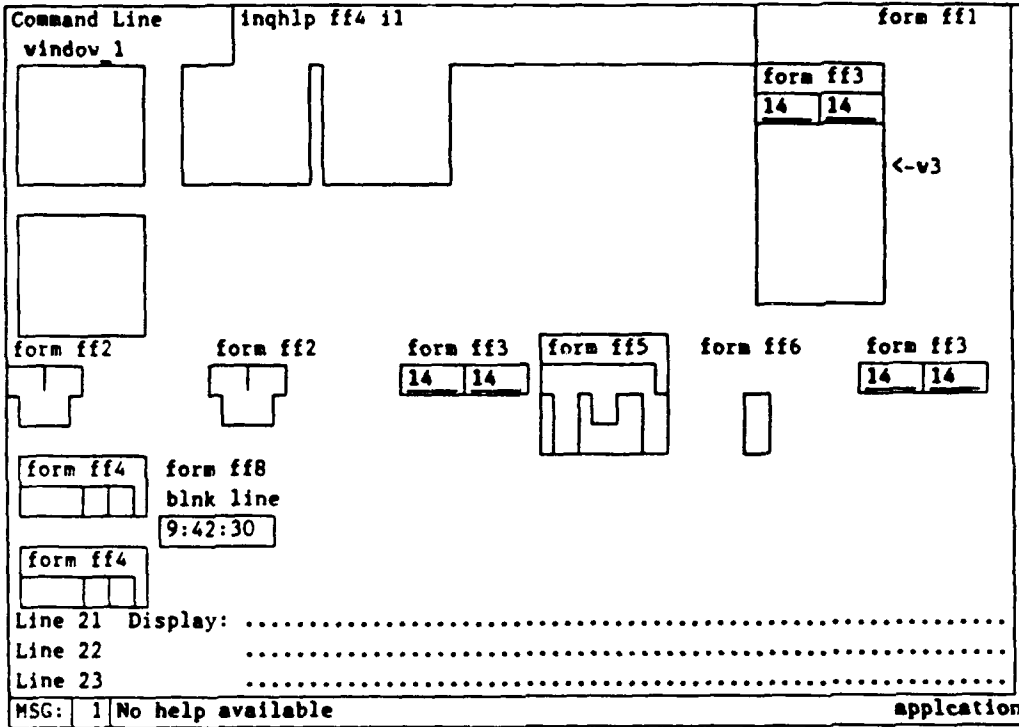 Command Line inqhlp ff4 i1 form ff1
window_1
form ff3
14 14
<-w3
form ff2 form ff2 form ff3 form ff5 form ff6 form ff3
14 14 14 14
form ff4 form ff8
blnk line
9:42:30
form ff4
Line 21 Display: ............................................................
Line 22 ............................................................
Line 23 ............................................................
MSG: 1 No help available applcation